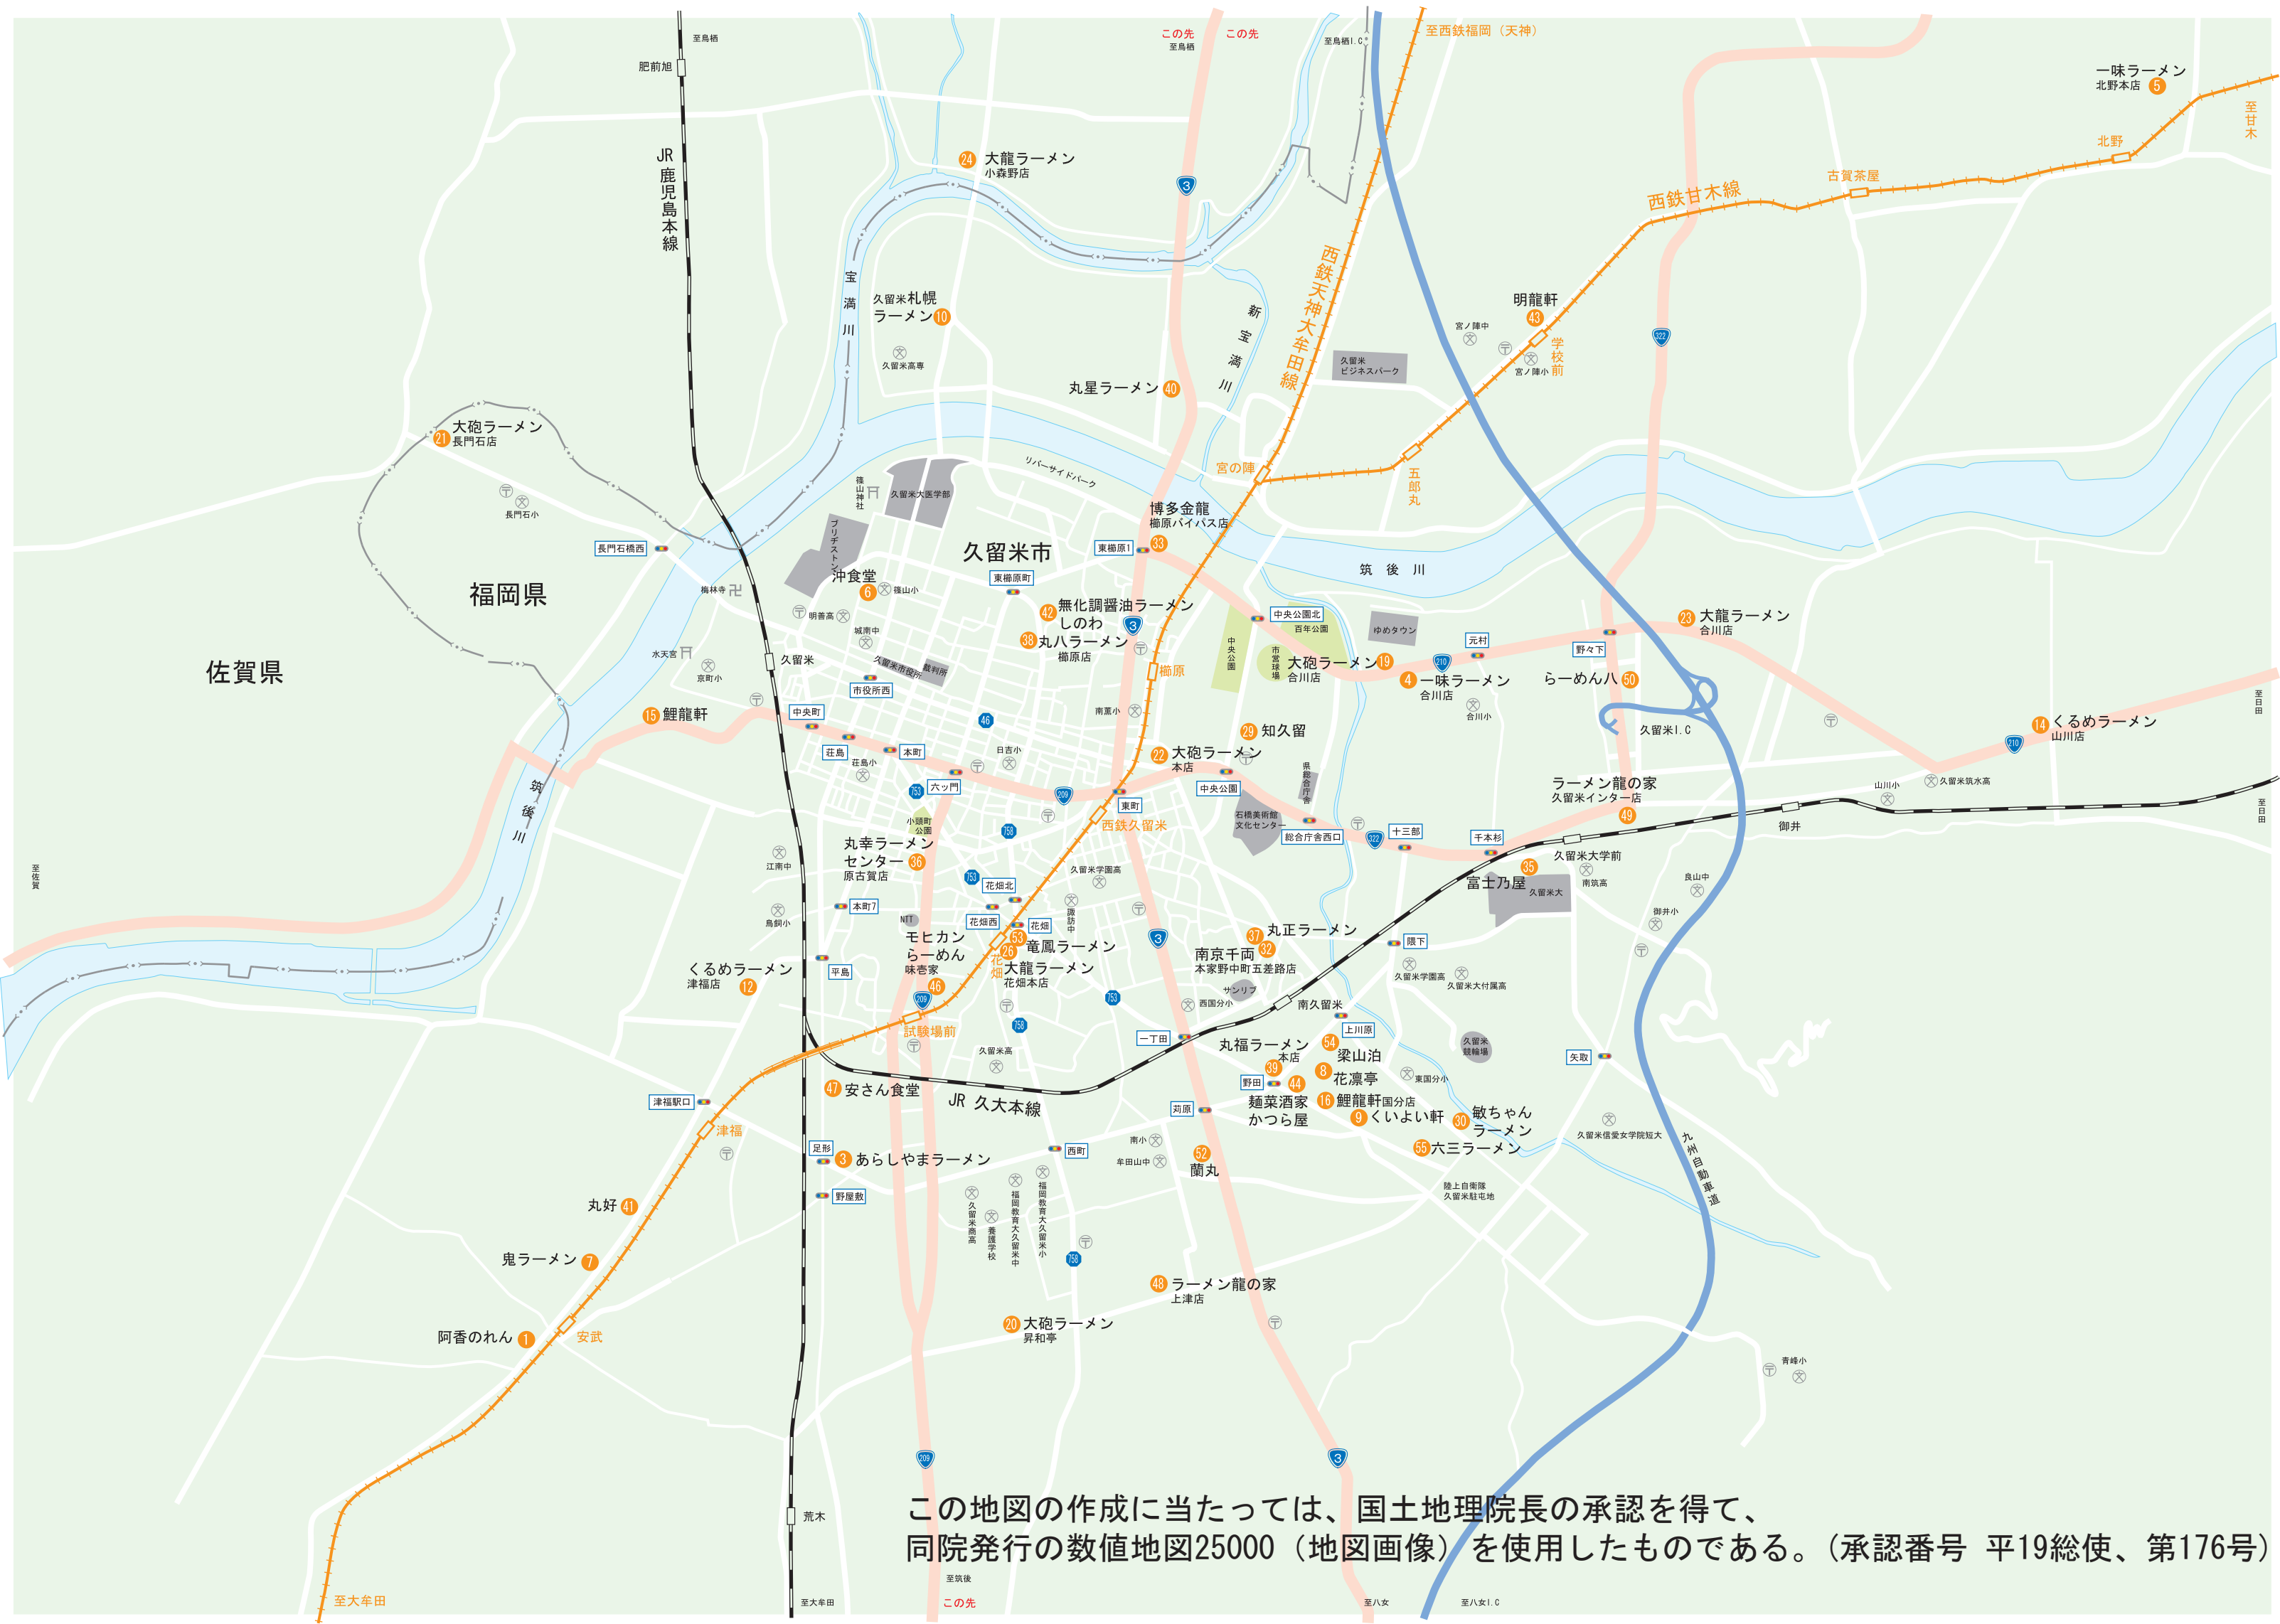 至鳥栖
肥前旭
JR鹿児島本線
この先
至鳥栖
この先
至鳥栖I.C
至西鉄福岡（天神）
一味ラーメン
北野本店 5
至甘木
北野
古賀茶屋
西鉄甘木線
24 大龍ラーメン
小森野店
3
西鉄天神大牟田線
宝満川
新宝満川
久留米札幌
ラーメン 10
久留米高専
明龍軒
43
宮ノ陣中
宮ノ陣小
学校前
322
久留米
ビジネスパーク
丸星ラーメン 40
21 大砲ラーメン
長門石店
長門石小
宮の陣
五郎丸
リバーサイドパーク
篠山神社
久留米大医学部
ブリヂストン
博多金龍
櫛原バイパス店
33
東櫛原1
長門石橋西
久留米市
福岡県
佐賀県
筑後川
沖食堂
6
篠山小
東櫛原町
梅林寺
明善高
城南中
42 無化調醤油ラーメン
しのわ
38 丸八ラーメン
櫛原店
3
中央公園北
百年公園
中央公園
市営球場
ゆめタウン
元村
野々下
23 大龍ラーメン
合川店
水天宮
京町小
久留米
久留米市役所
裁判所
市役所西
櫛原
大砲ラーメン 19
合川店
210
4 一味ラーメン
合川店
合川小
らーめん八 50
久留米I.C
至日田
15 鯉龍軒
中央町
荘島
荘島小
本町
46
南薫小
日吉小
29 知久留
22 大砲ラーメン
本店
中央公園
県総合庁舎
210
14 くるめラーメン
山川店
久留米筑水高
山川小
筑後川
753
六ッ門
209
東町
西鉄久留米
小頭町
公園
758
石橋美術館
文化センター
総合庁舎西口
322
十三部
千本杉
ラーメン龍の家
久留米インター店
49
御井
至日田
至佐賀
江南中
丸幸ラーメン
センター 36
原古賀店
753
久留米学園高
花畑北
35
富士乃屋
久留米大学前
久留米大
南筑高
良山中
御井小
鳥飼小
本町7
NTT
花畑西
花畑
諏訪中
モヒカン
らーめん
味壱家
46
53 竜鳳ラーメン
26
花畑
大龍ラーメン
花畑本店
3
37 丸正ラーメン
南京千両 32
本家野中町五差路店
隈下
久留米学園高
久留米大付属高
くるめラーメン
津福店 12
平島
209
試験場前
753
758
サンリブ
西国分小
南久留米
一丁田
上川原
久留米高
丸福ラーメン
本店
39
54
梁山泊
久留米
競輪場
矢取
47 安さん食堂
JR 久大本線
野田
44
麺菜酒家
かつら屋
8
花凛亭
東国分小
16 鯉龍軒国分店
9 くいよい軒
30 敏ちゃん
ラーメン
55 六三ラーメン
久留米信愛女学院短大
九州自動車道
津福駅口
津福
苅原
足形
3 あらしやまラーメン
野屋敷
西町
南小
牟田山中
52
蘭丸
陸上自衛隊
久留米駐屯地
久留米商高
養護学校
福岡教育大久留米中
福岡教育大久留米小
丸好 41
鬼ラーメン 7
758
48 ラーメン龍の家
上津店
20 大砲ラーメン
昇和亭
阿香のれん 1
安武
青峰小
209
3
荒木
この地図の作成に当たっては、国土地理院長の承認を得て、
同院発行の数値地図25000（地図画像）を使用したものである。（承認番号 平19総使、第176号）
至大牟田
至大牟田
至筑後
この先
至八女
至八女I.C